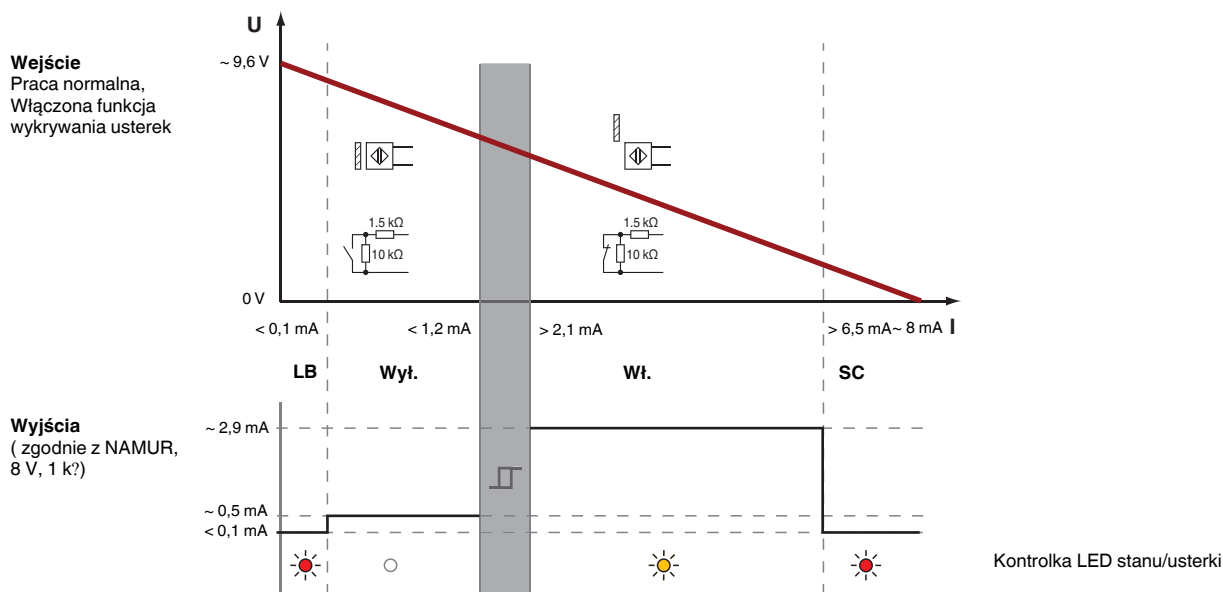 U
Wejście
Praca normalna,
Włączona funkcja
wykrywania usterek
~ 9,6 V
1.5 kΩ
10 kΩ
1.5 kΩ
10 kΩ
0 V
< 0,1 mA
< 1,2 mA
> 2,1 mA
> 6,5 mA
~ 8 mA
I
LB
Wył.
Wł.
SC
Wyjścia
( zgodnie z NAMUR,
8 V, 1 k?)
~ 2,9 mA
~ 0,5 mA
< 0,1 mA
Kontrolka LED stanu/usterki